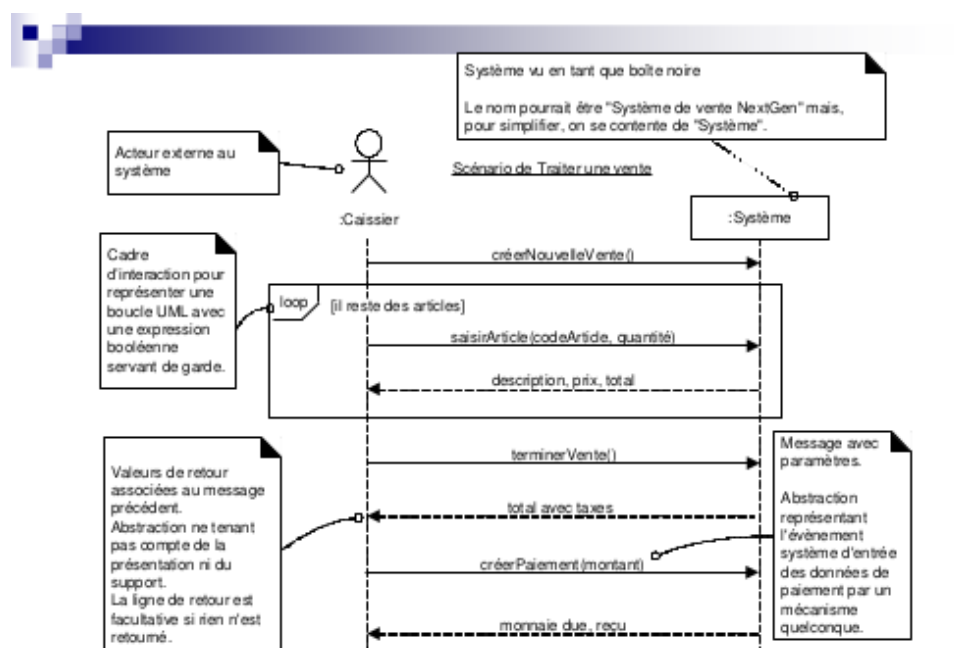 Système vu en tant que boîte noire
Le nom pourrait être "Système de vente NextGen" mais,
pour simplifier, on se contente de "Système".
Acteur externe au
système
Scénario de Traiter une vente
:Caissier
:Système
Cadre
d'interaction pour
représenter une
boucle UML avec
une expression
booléenne
servant de garde.
créerNouvelleVente()
loop
[il reste des articles]
saisirArticle(codeArticle, quantité)
description, prix, total
Valeurs de retour
associées au message
précédent.
Abstraction ne tenant
pas compte de la
présentation ni du
support.
La ligne de retour est
facultative si rien n'est
retourné.
terminerVente()
total avec taxes
créerPaiement(montant)
monnaie due, reçu
Message avec
paramètres.
Abstraction
représentant
l'évènement
système d'entrée
des données de
paiement par un
mécanisme
quelconque.